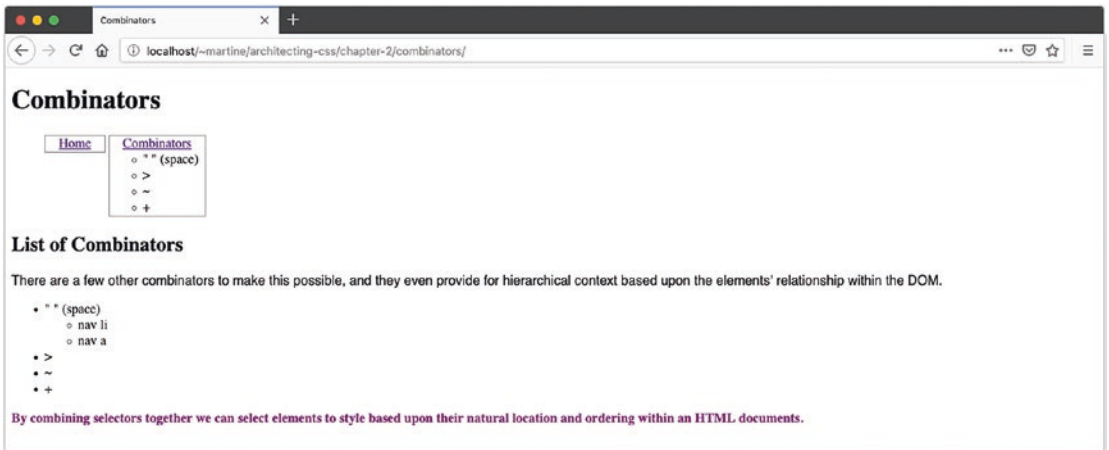 Combinators
localhost/~martine/architecting-css/chapter-2/combinators/
Combinators
Home
Combinators
" " (space)
>
~
+
List of Combinators
There are a few other combinators to make this possible, and they even provide for hierarchical context based upon the elements' relationship within the DOM.
" " (space)
nav li
nav a
>
~
+
By combining selectors together we can select elements to style based upon their natural location and ordering within an HTML documents.